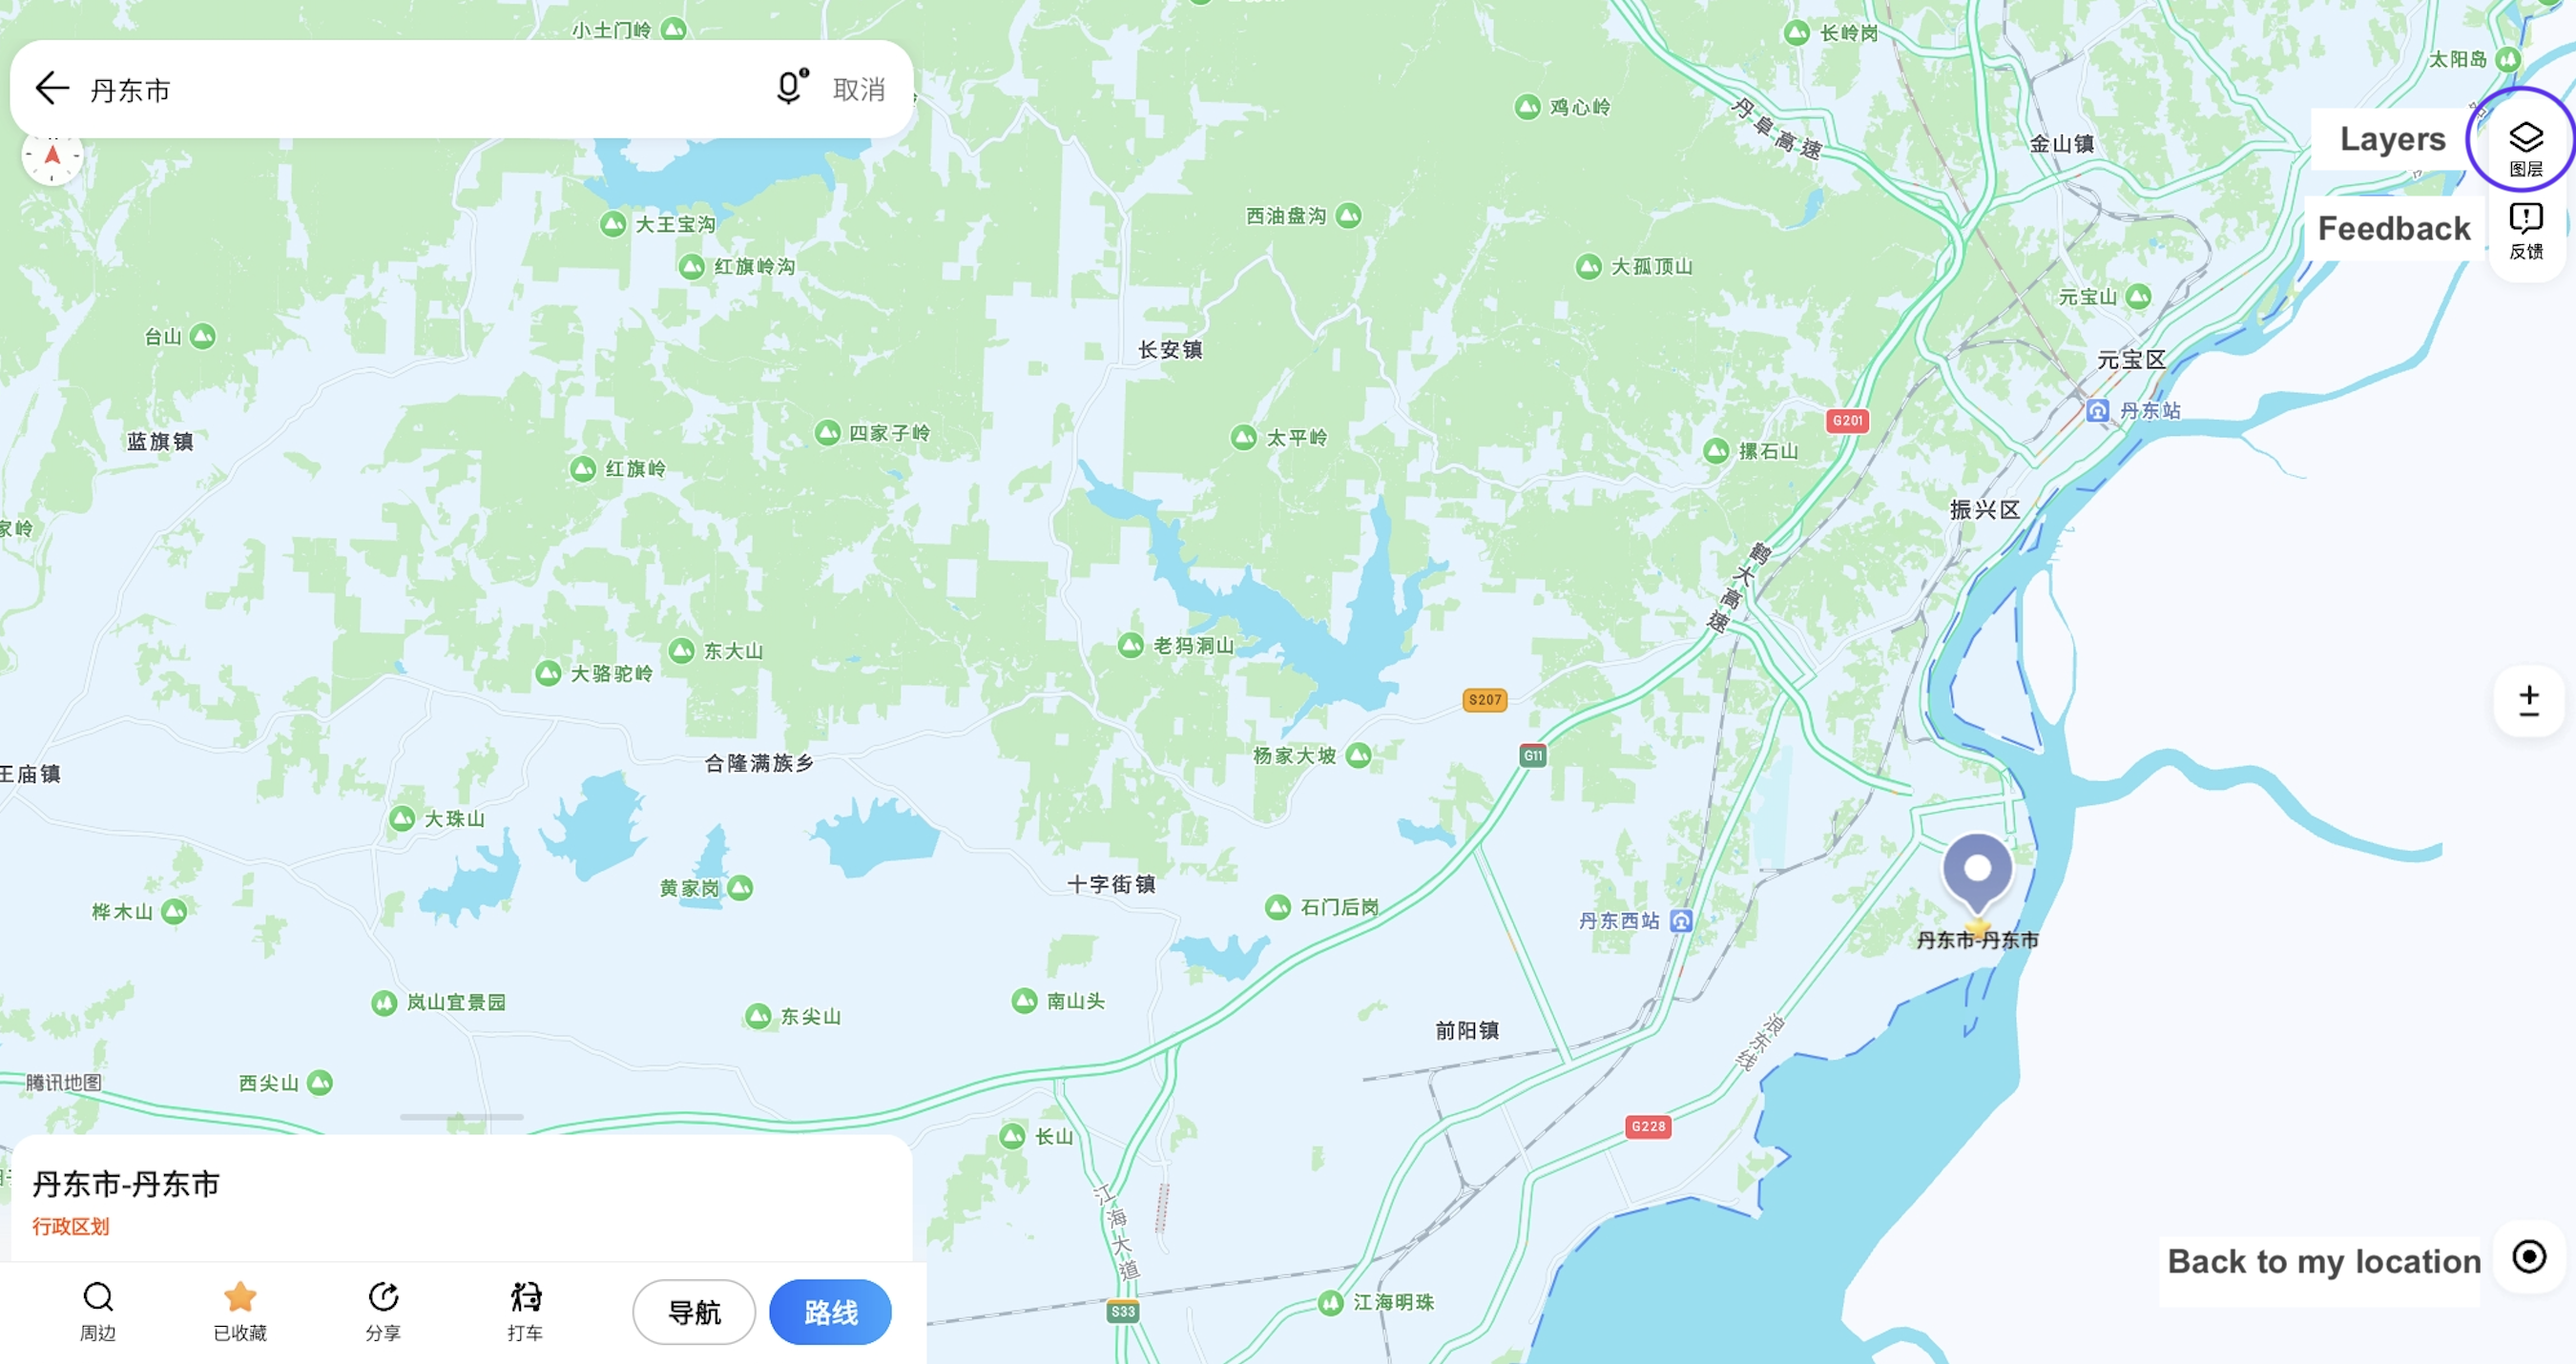 小土门岭
长岭岗
太阳岛
丹东市
取消
鸡心岭
丹阜高速
金山镇
Layers
图层
大王宝沟
西油盘沟
Feedback
反馈
红旗岭沟
大孤顶山
元宝山
台山
长安镇
元宝区
丹东站
G201
蓝旗镇
四家子岭
太平岭
摞石山
红旗岭
振兴区
家岭
鹤大高速
老犸洞山
东大山
大骆驼岭
S207
杨家大坡
G11
合隆满族乡
王庙镇
大珠山
十字街镇
黄家岗
石门后岗
桦木山
丹东西站
丹东市-丹东市
岚山宜景园
东尖山
南山头
前阳镇
浪东线
腾讯地图
西尖山
G228
长山
江海大道
丹东市-丹东市
行政区划
Back to my location
江海明珠
S33
周边
已收藏
分享
打车
导航
路线